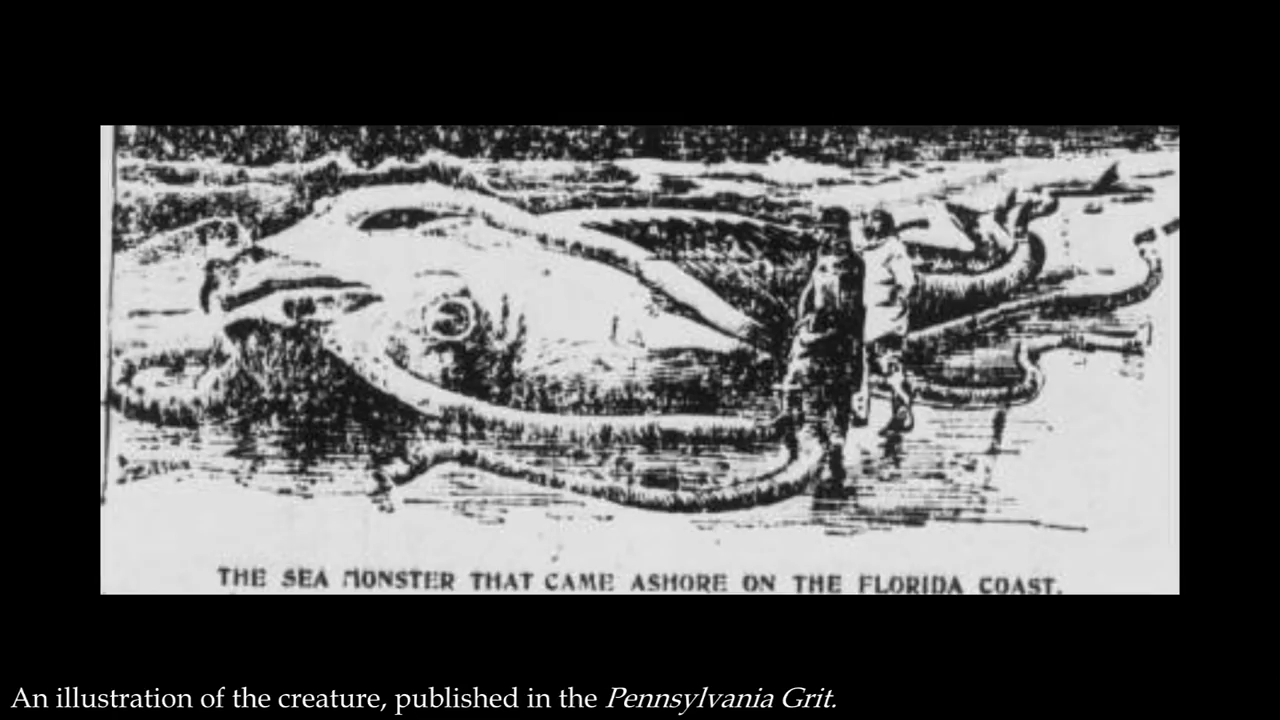 THE SEA MONSTER THAT CAME ASHORE ON THE FLORIDA COAST.
An illustration of the creature, published in the Pennsylvania Grit.